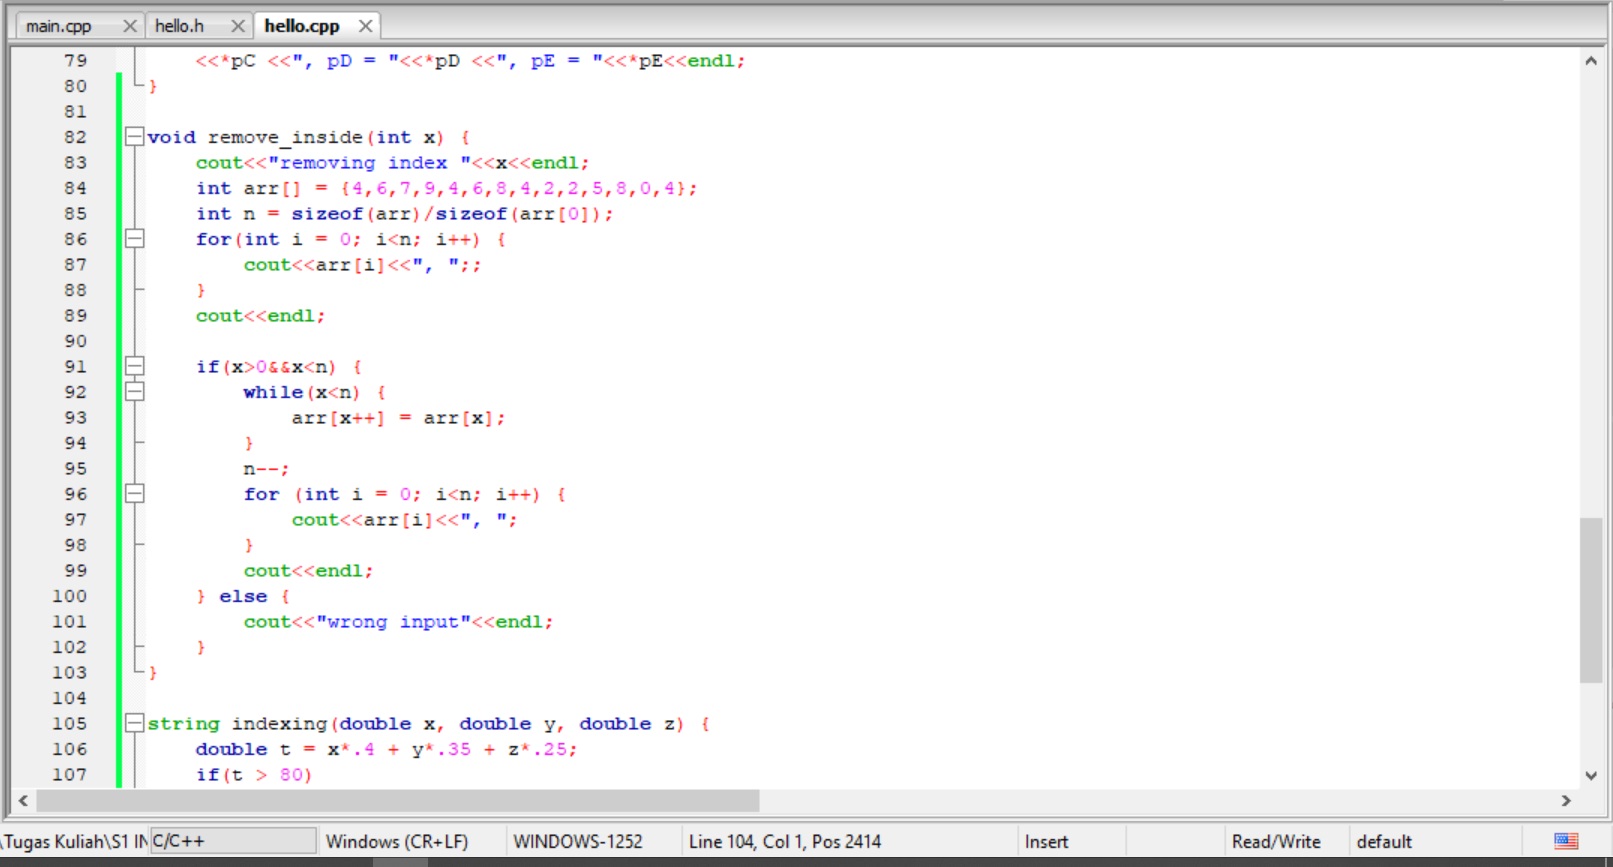 main.cpp hello.h hello.cpp
79 <<*pC <<", pD = "<<*pD <<", pE = "<<*pE<<endl;
80 }
81
82 void remove_inside(int x) {
83 cout<<"removing index "<<x<<endl;
84 int arr[] = {4,6,7,9,4,6,8,4,2,2,5,8,0,4};
85 int n = sizeof(arr)/sizeof(arr[0]);
86 for(int i = 0; i<n; i++) {
87 cout<<arr[i]<<", ";;
88 }
89 cout<<endl;
90
91 if(x>0&&x<n) {
92 while(x<n) {
93 arr[x++] = arr[x];
94 }
95 n--;
96 for (int i = 0; i<n; i++) {
97 cout<<arr[i]<<", ";
98 }
99 cout<<endl;
100 } else {
101 cout<<"wrong input"<<endl;
102 }
103 }
104
105 string indexing(double x, double y, double z) {
106 double t = x*.4 + y*.35 + z*.25;
107 if(t > 80)
\Tugas Kuliah\S1 IN C/C++ Windows (CR+LF) WINDOWS-1252 Line 104, Col 1, Pos 2414 Insert Read/Write default